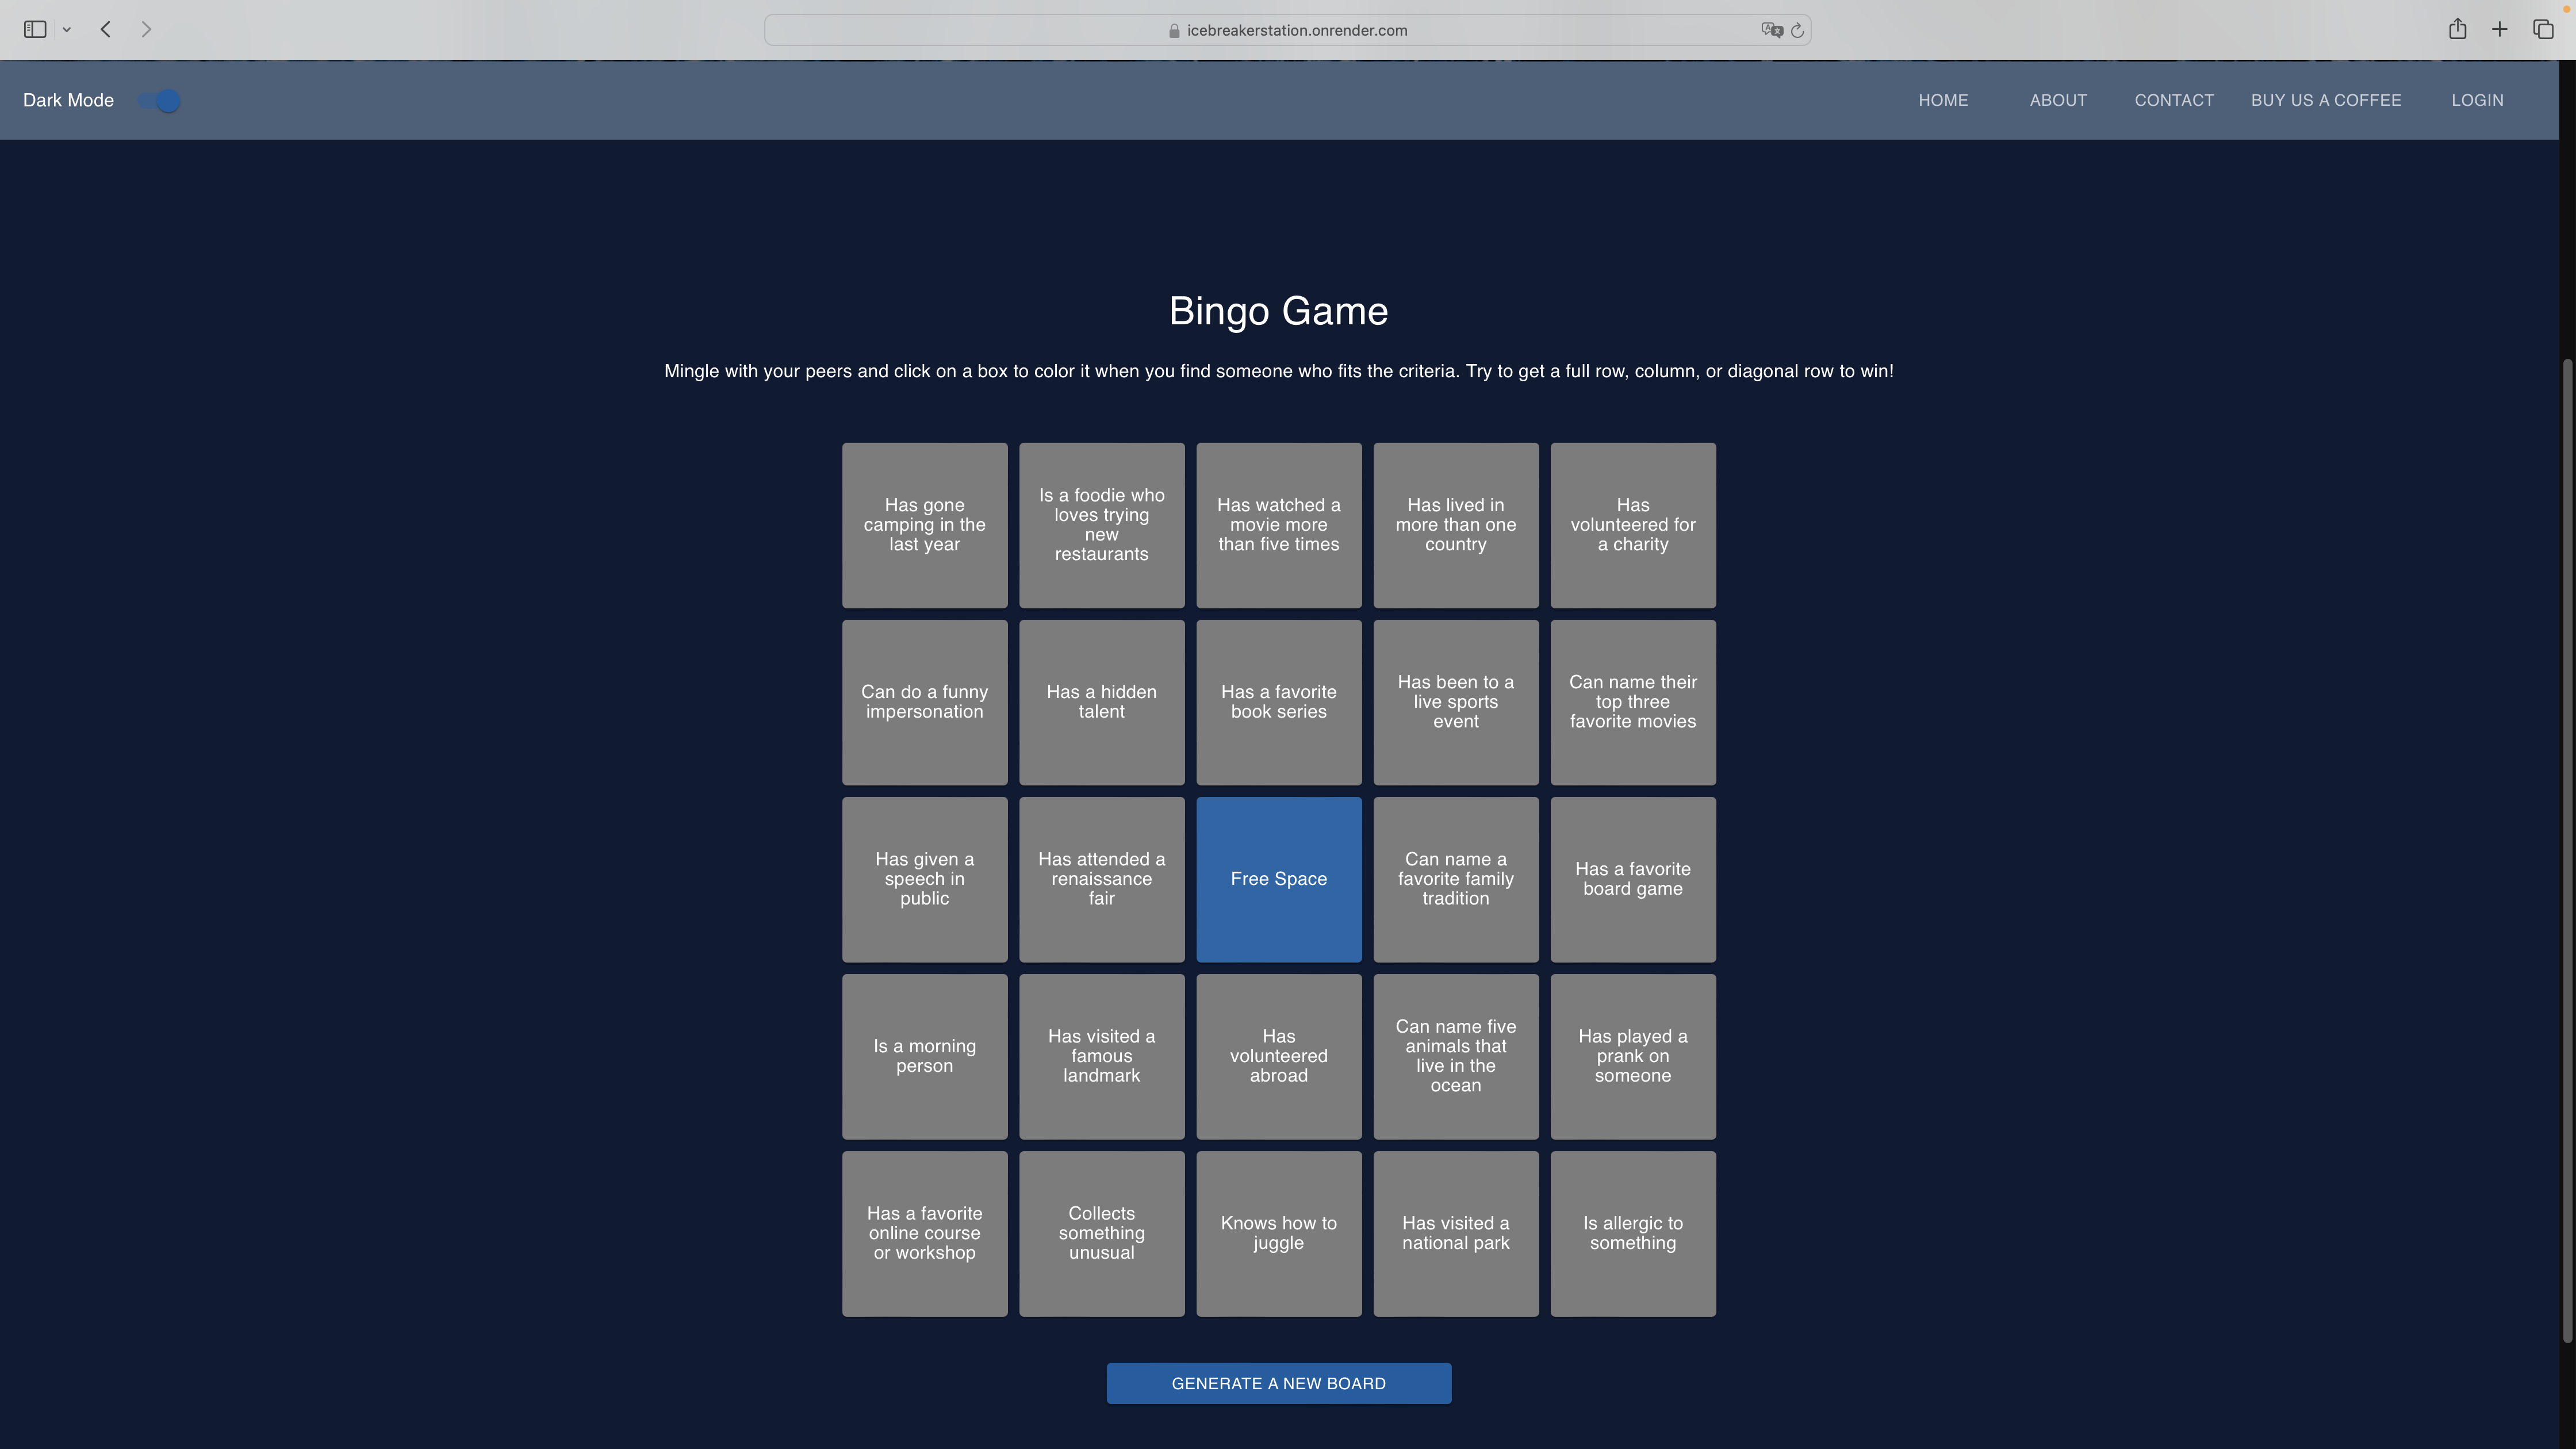 icebreakerstation.onrender.com
Dark Mode
HOME
ABOUT
CONTACT
BUY US A COFFEE
LOGIN
Bingo Game
Mingle with your peers and click on a box to color it when you find someone who fits the criteria. Try to get a full row, column, or diagonal row to win!
Has gone
camping in the
last year
Is a foodie who
loves trying
new
restaurants
Has watched a
movie more
than five times
Has lived in
more than one
country
Has
volunteered for
a charity
Can do a funny
impersonation
Has a hidden
talent
Has a favorite
book series
Has been to a
live sports
event
Can name their
top three
favorite movies
Has given a
speech in
public
Has attended a
renaissance
fair
Free Space
Can name a
favorite family
tradition
Has a favorite
board game
Is a morning
person
Has visited a
famous
landmark
Has
volunteered
abroad
Can name five
animals that
live in the
ocean
Has played a
prank on
someone
Has a favorite
online course
or workshop
Collects
something
unusual
Knows how to
juggle
Has visited a
national park
Is allergic to
something
GENERATE A NEW BOARD